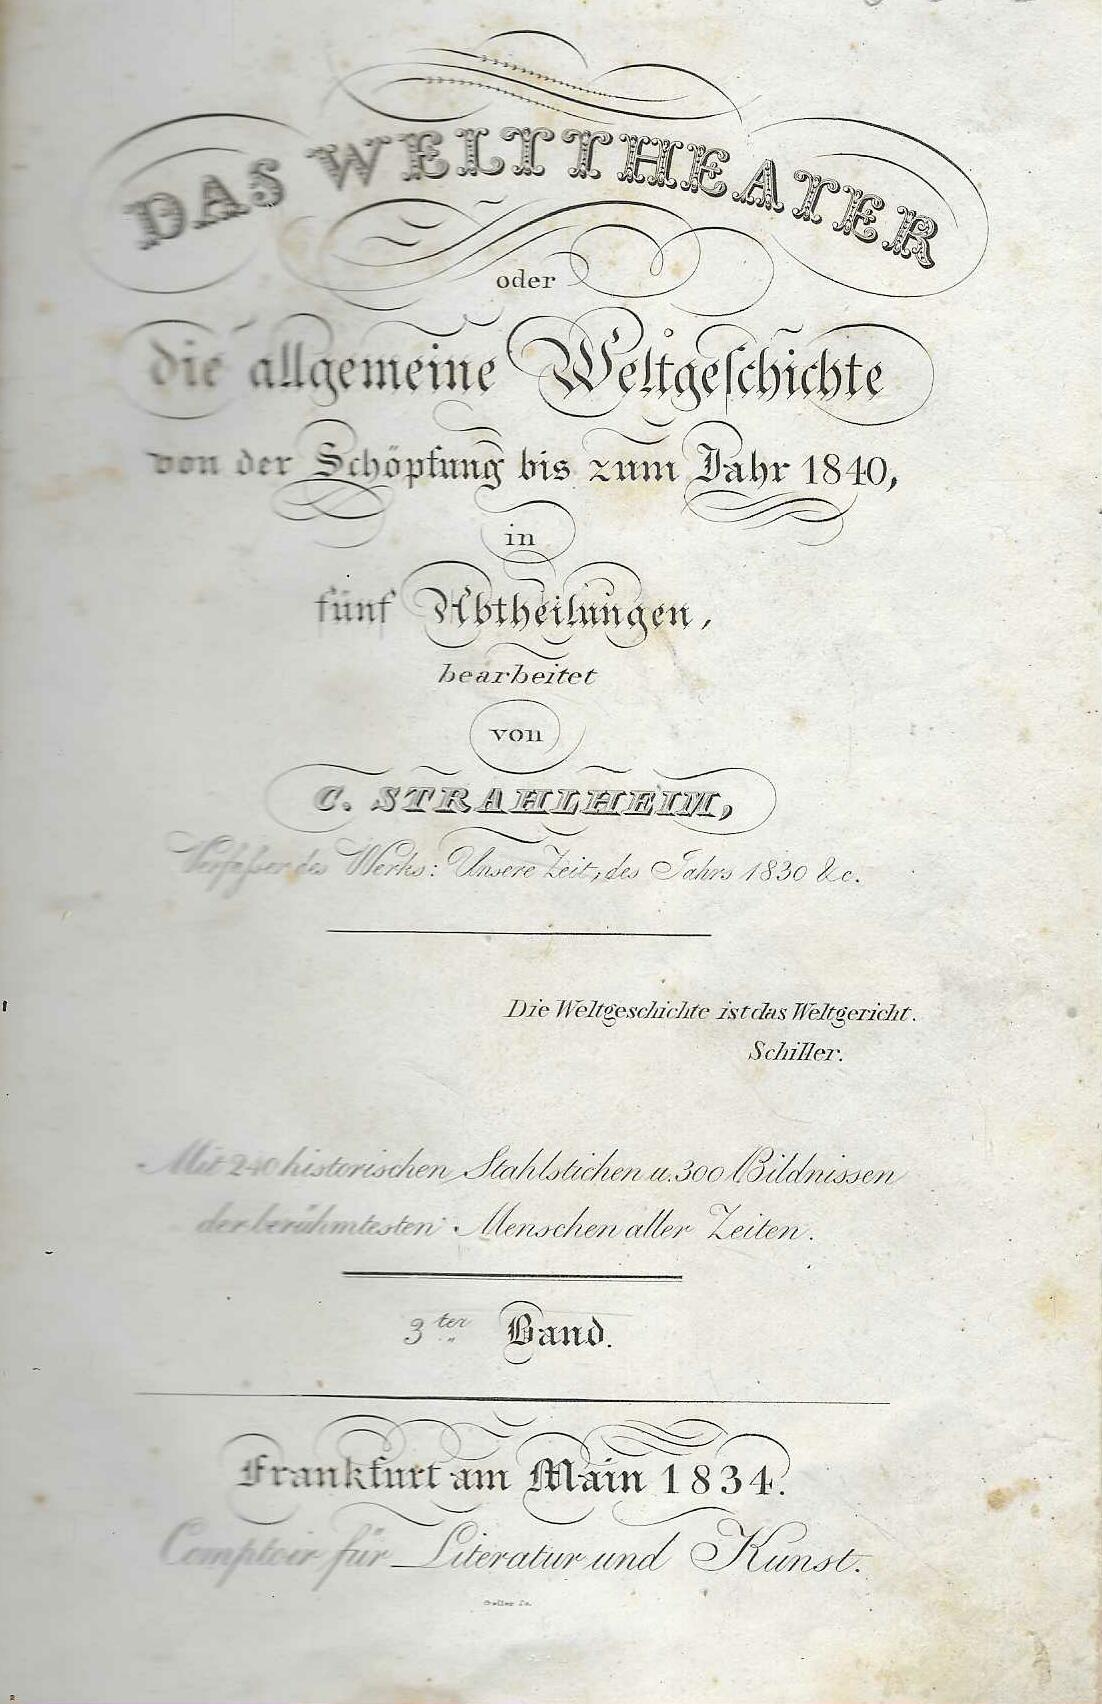 DAS WELTTHEATER
oder
die allgemeine Weltgeschichte
von der Schöpfung bis zum Jahr 1840,
in
fünf Abtheilungen,
bearbeitet
von
C. STRAHLHEIM,
Verfasser des Werks: Unsere Zeit, des Jahrs 1830 &c.
Die Weltgeschichte ist das Weltgericht.
Schiller.
Mit 240 historischen Stahlstichen u. 300 Bildnissen
der berühmtesten Menschen aller Zeiten.
3ter Band.
Frankfurt am Main 1834.
Comptoir für Literatur und Kunst.